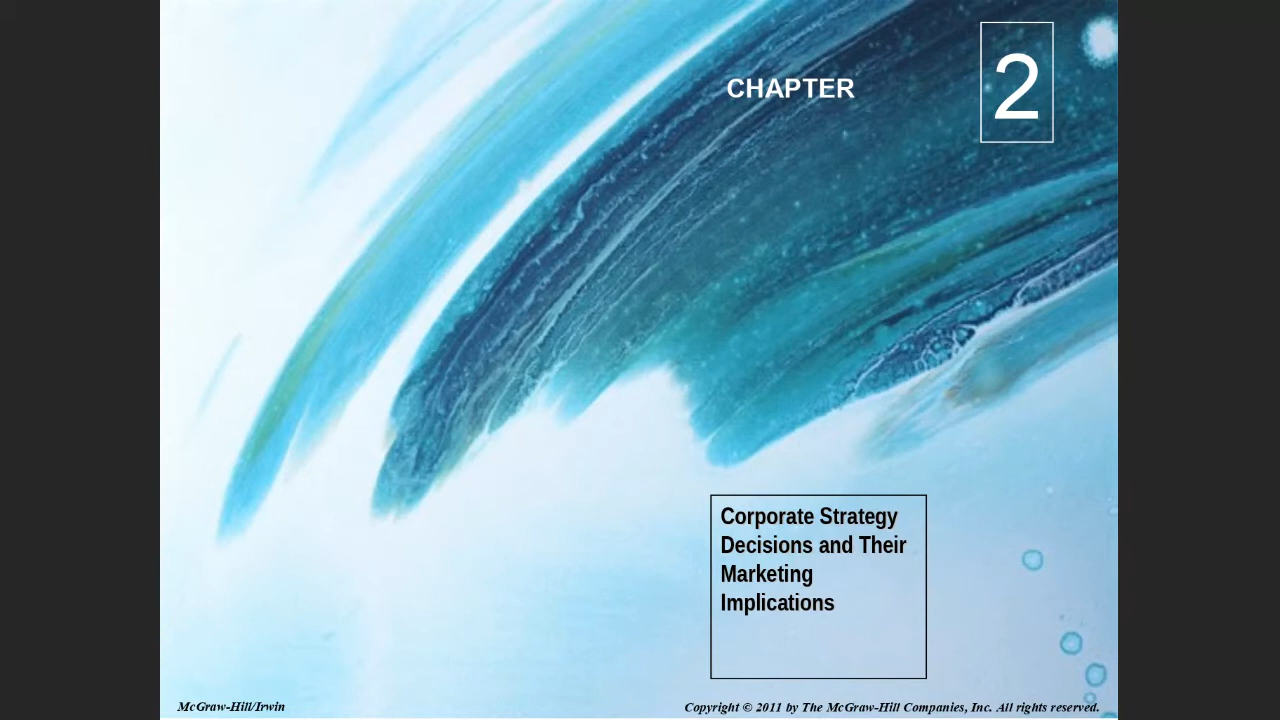 CHAPTER
2
Corporate Strategy
Decisions and Their
Marketing
Implications
McGraw-Hill/Irwin
Copyright © 2011 by The McGraw-Hill Companies, Inc. All rights reserved.